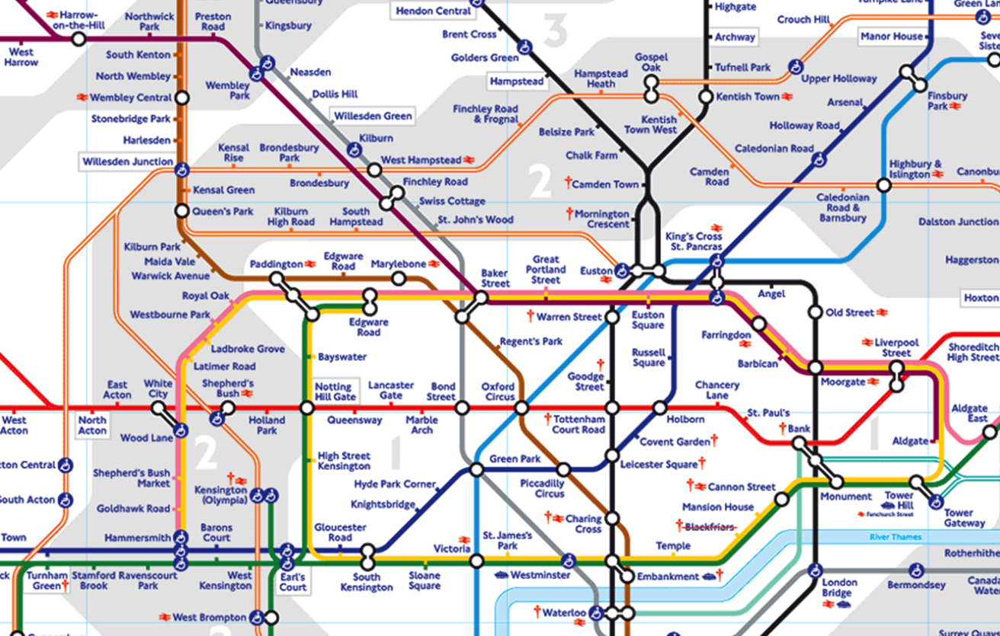 Queensbury
Kingsbury
Hendon Central
Brent Cross
Golders Green
Hampstead
3
Highgate
Archway
Tufnell Park
Kentish Town
Crouch Hill
Upper Holloway
Manor House
Harrow-
on-the-Hill
Northwick
Park
Preston
Road
West
Harrow
South Kenton
North Wembley
Wembley Central
Stonebridge Park
Harlesden
Willesden Junction
Kensal Green
Queen's Park
Wembley
Park
Neasden
Dollis Hill
Willesden Green
Kilburn
West Hampstead
Finchley Road
Swiss Cottage
St. John's Wood
Kensal
Rise
Brondesbury
Park
Brondesbury
Kilburn
High Road
South
Hampstead
Finchley Road
& Frognal
Hampstead
Heath
Gospel
Oak
Kentish
Town West
Belsize Park
Chalk Farm
†Camden Town
†Mornington
Crescent
2
Camden
Road
Arsenal
Holloway Road
Caledonian Road
Finsbury
Park
Highbury &
Islington
Caledonian
Road &
Barnsbury
Dalston Junction
Haggerston
Hoxton
Kilburn Park
Maida Vale
Warwick Avenue
Royal Oak
Westbourne Park
Ladbroke Grove
Latimer Road
Paddington
Edgware
Road
Marylebone
Edgware
Road
Baker
Street
Great
Portland
Street
Euston
King's Cross
St. Pancras
Angel
Old Street
†Warren Street
Euston
Square
Farringdon
Barbican
Moorgate
Liverpool
Street
Shoreditch
High Street
Regent's Park
Russell
Square
†
Goodge
Street
Bayswater
Notting
Hill Gate
Lancaster
Gate
Bond
Street
Oxford
Circus
Queensway
Marble
Arch
†Tottenham
Court Road
Holborn
Chancery
Lane
St. Paul's
†Bank
1
Aldgate
East
Aldgate
East
Acton
White
City
Shepherd's
Bush
Holland
Park
West
Acton
North
Acton
Wood Lane
2
Shepherd's Bush
Market
Goldhawk Road
Hammersmith
†
Kensington
(Olympia)
High Street
Kensington
1
Green Park
Hyde Park Corner
Knightsbridge
Piccadilly
Circus
Covent Garden†
Leicester Square†
†Cannon Street
Mansion House
†Blackfriars
Monument
Tower
Hill
Fenchurch Street
Tower
Gateway
South Acton
Town
Barons
Court
Gloucester
Road
Victoria
St. James's
Park
†Charing
Cross
Temple
River Thames
Turnham
Green†
Stamford
Brook
Ravenscourt
Park
West
Kensington
Earl's
Court
South
Kensington
Sloane
Square
Westminster
Embankment †
London
Bridge
Bermondsey
West Brompton
†Waterloo